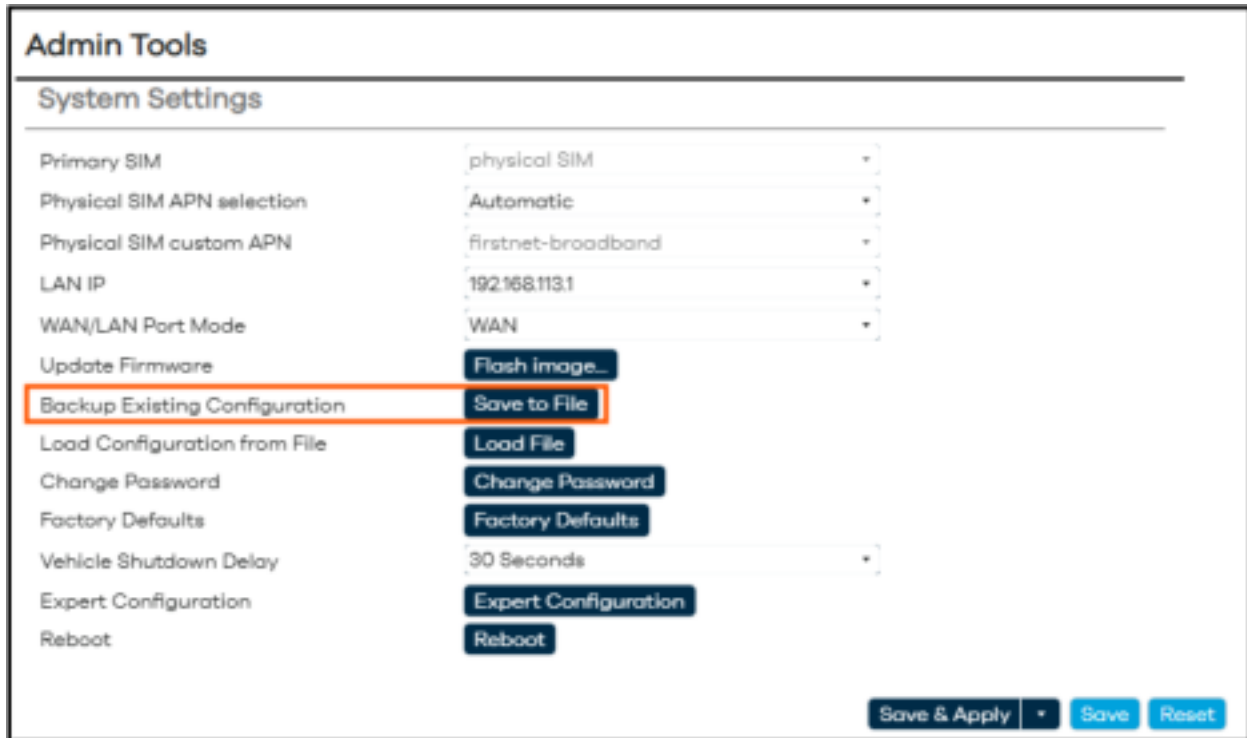 Admin Tools
System Settings
Primary SIM physical SIM
Physical SIM APN selection Automatic
Physical SIM custom APN firstnet-broadband
LAN IP 192.168.113.1
WAN/LAN Port Mode WAN
Update Firmware Flash image...
Backup Existing Configuration Save to File
Load Configuration from File Load File
Change Password Change Password
Factory Defaults Factory Defaults
Vehicle Shutdown Delay 30 Seconds
Expert Configuration Expert Configuration
Reboot Reboot
Save & Apply Save Reset